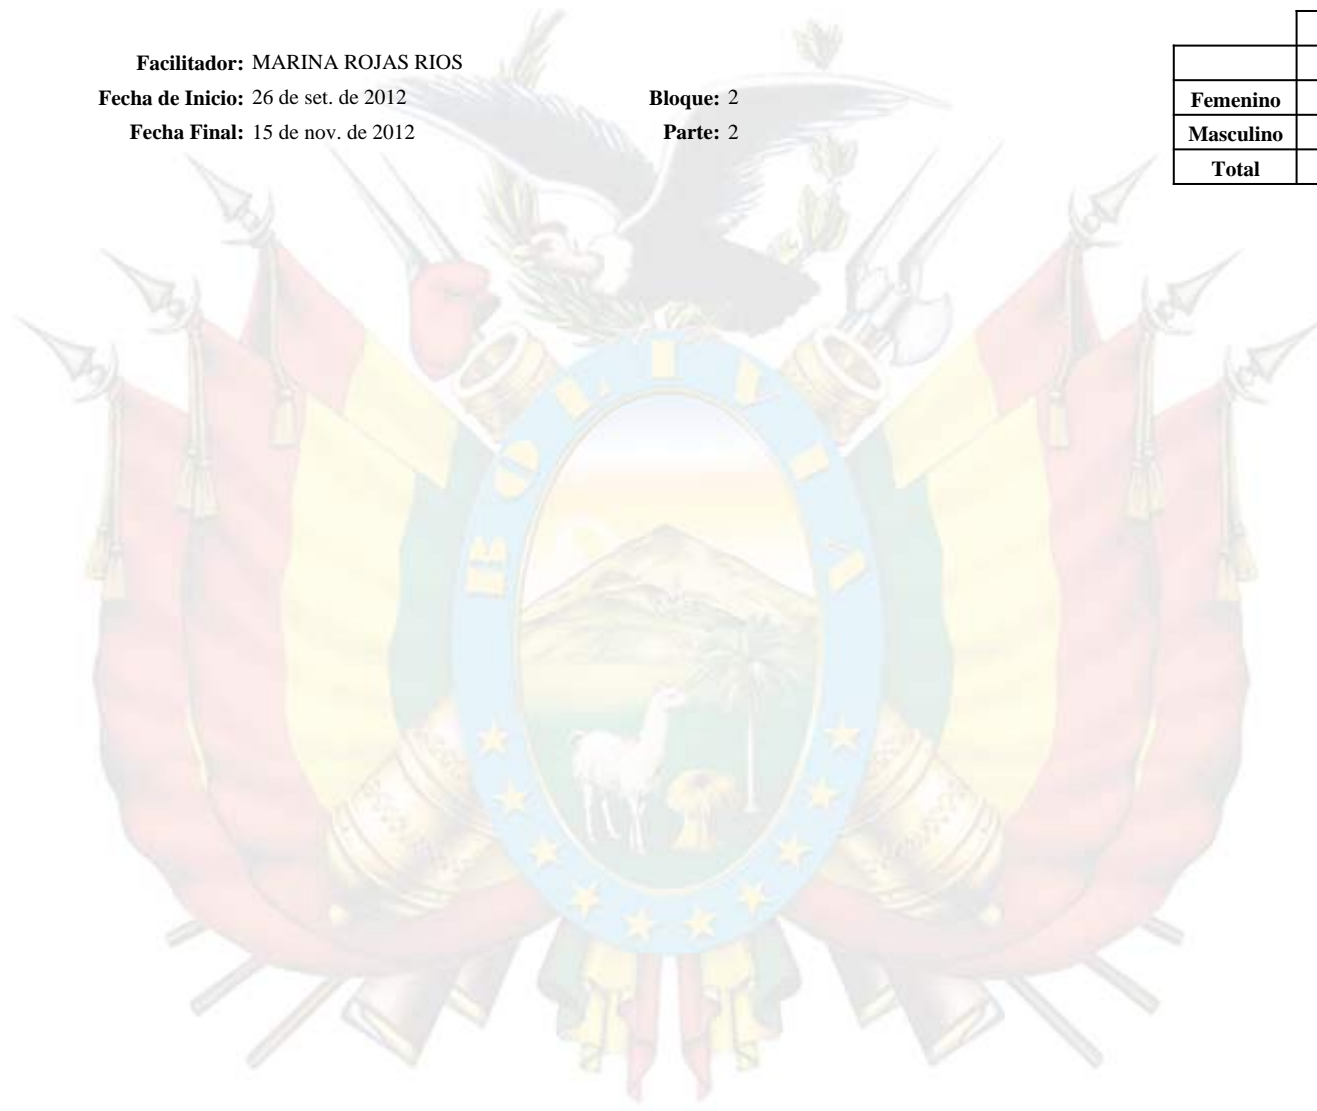 Facilitador: MARINA ROJAS RIOS
Fecha de Inicio: 26 de set. de 2012 Bloque: 2
Fecha Final: 15 de nov. de 2012 Parte: 2
Femenino
Masculino
Total
BOLIVIA